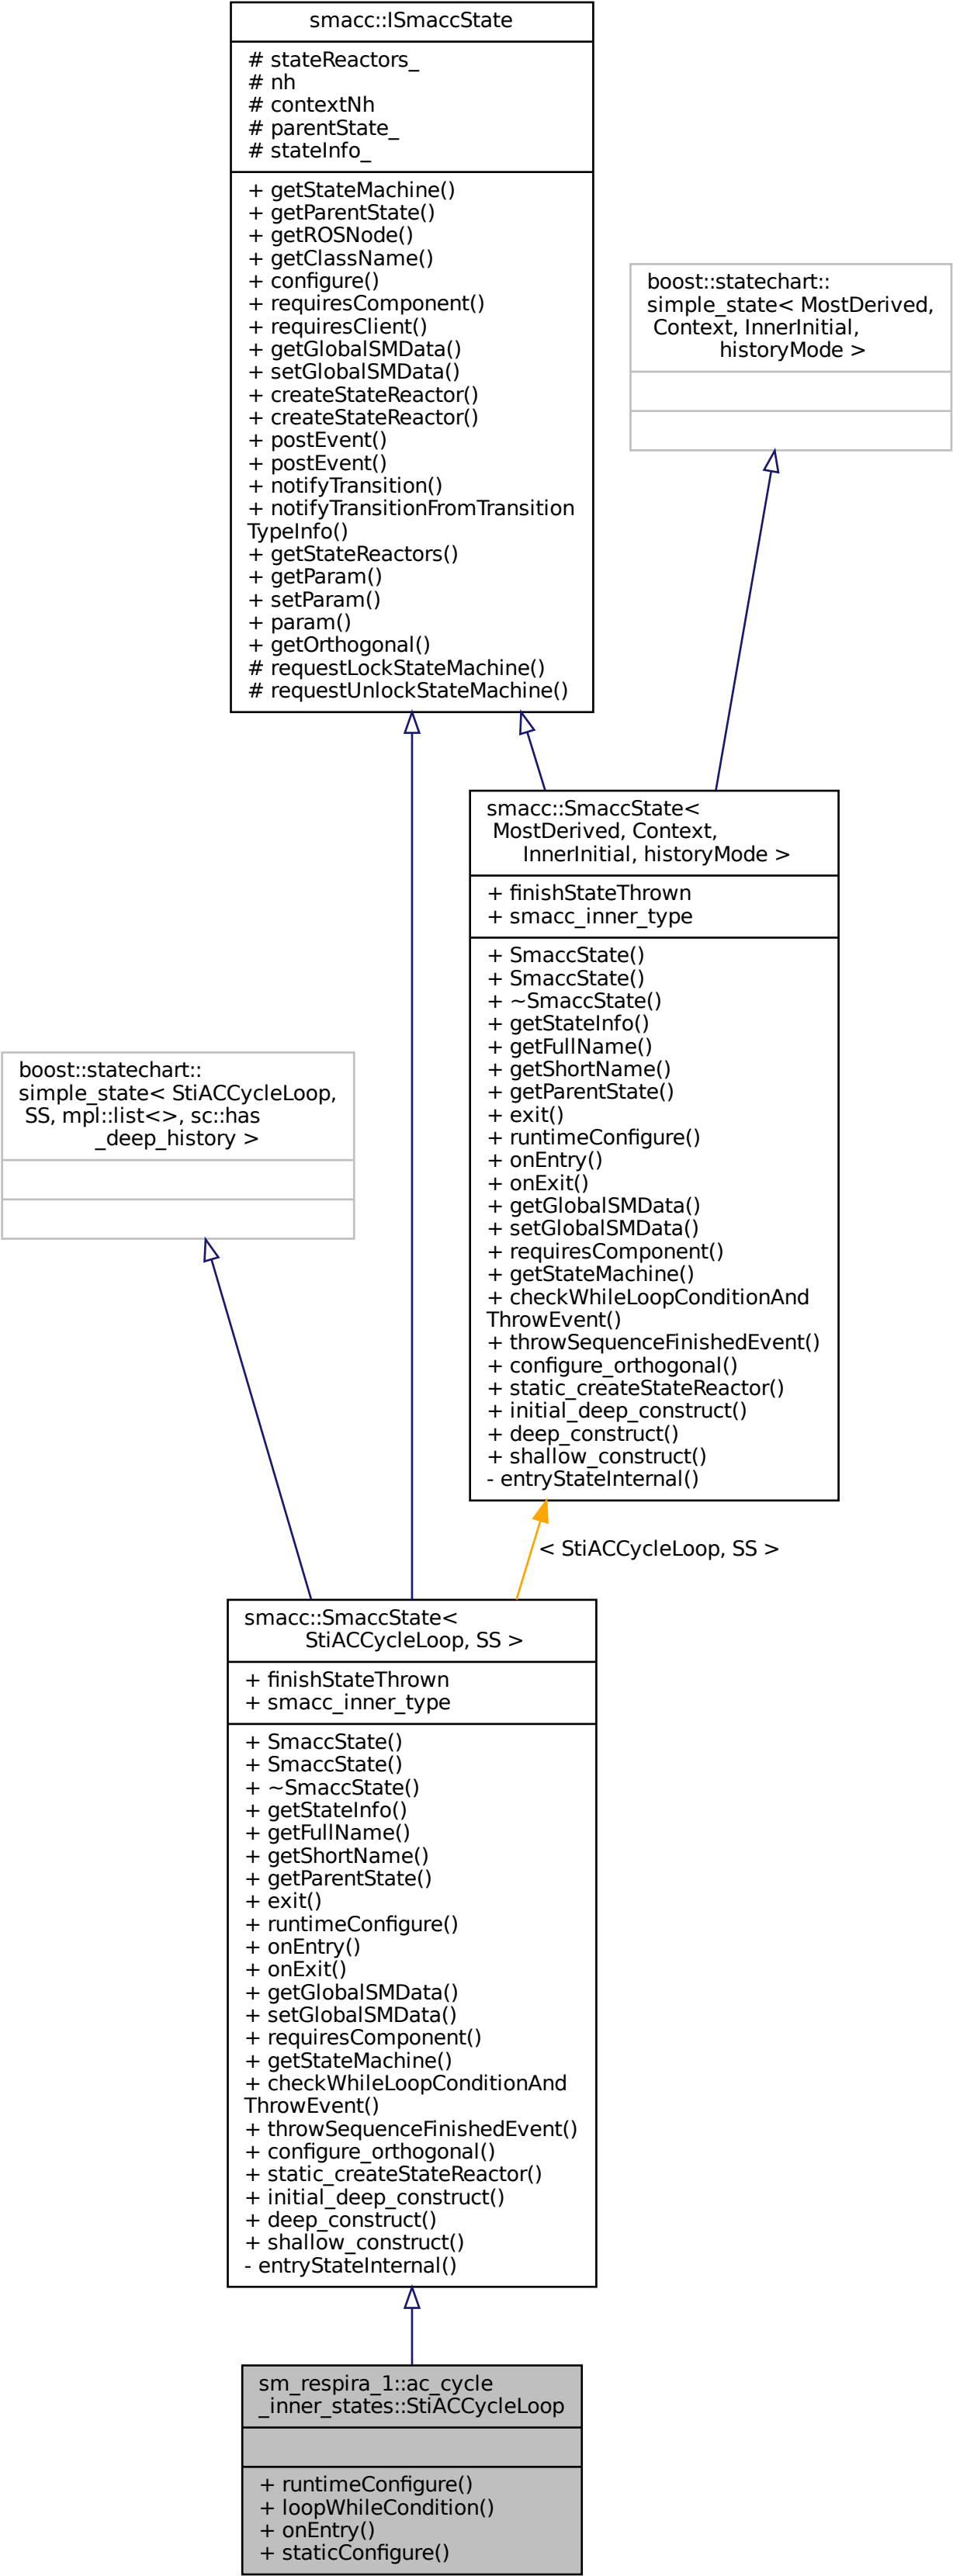 smacc::ISmaccState
# stateReactors_
# nh
# contextNh
# parentState_
# stateInfo_
+ getStateMachine()
+ getParentState()
+ getROSNode()
+ getClassName()
+ configure()
+ requiresComponent()
+ requiresClient()
+ getGlobalSMData()
+ setGlobalSMData()
+ createStateReactor()
+ createStateReactor()
+ postEvent()
+ postEvent()
+ notifyTransition()
+ notifyTransitionFromTransition
TypeInfo()
+ getStateReactors()
+ getParam()
+ setParam()
+ param()
+ getOrthogonal()
# requestLockStateMachine()
# requestUnlockStateMachine()
boost::statechart::
simple_state< MostDerived,
Context, InnerInitial,
historyMode >
smacc::SmaccState<
MostDerived, Context,
InnerInitial, historyMode >
+ finishStateThrown
+ smacc_inner_type
+ SmaccState()
+ SmaccState()
+ ~SmaccState()
+ getStateInfo()
+ getFullName()
+ getShortName()
+ getParentState()
+ exit()
+ runtimeConfigure()
+ onEntry()
+ onExit()
+ getGlobalSMData()
+ setGlobalSMData()
+ requiresComponent()
+ getStateMachine()
+ checkWhileLoopConditionAnd
ThrowEvent()
+ throwSequenceFinishedEvent()
+ configure_orthogonal()
+ static_createStateReactor()
+ initial_deep_construct()
+ deep_construct()
+ shallow_construct()
- entryStateInternal()
boost::statechart::
simple_state< StiACCycleLoop,
SS, mpl::list<>, sc::has
_deep_history >
< StiACCycleLoop, SS >
smacc::SmaccState<
StiACCycleLoop, SS >
+ finishStateThrown
+ smacc_inner_type
+ SmaccState()
+ SmaccState()
+ ~SmaccState()
+ getStateInfo()
+ getFullName()
+ getShortName()
+ getParentState()
+ exit()
+ runtimeConfigure()
+ onEntry()
+ onExit()
+ getGlobalSMData()
+ setGlobalSMData()
+ requiresComponent()
+ getStateMachine()
+ checkWhileLoopConditionAnd
ThrowEvent()
+ throwSequenceFinishedEvent()
+ configure_orthogonal()
+ static_createStateReactor()
+ initial_deep_construct()
+ deep_construct()
+ shallow_construct()
- entryStateInternal()
sm_respira_1::ac_cycle
_inner_states::StiACCycleLoop
+ runtimeConfigure()
+ loopWhileCondition()
+ onEntry()
+ staticConfigure()